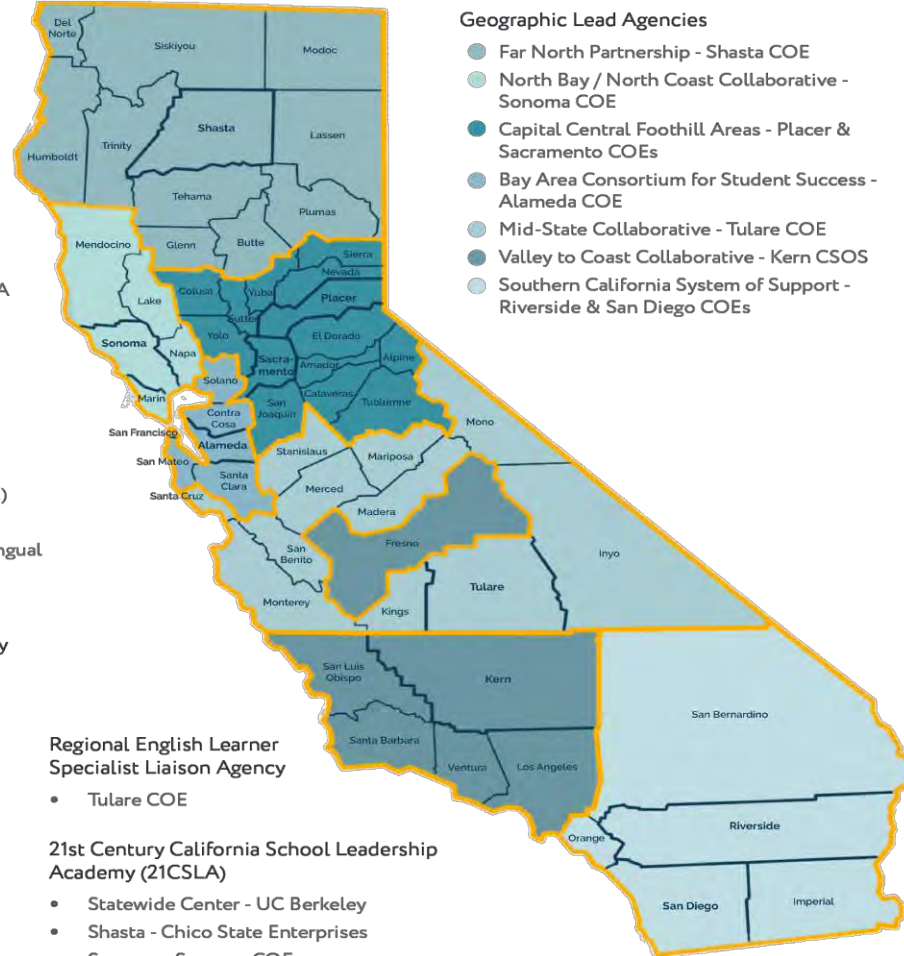 Geographic Lead Agencies
Far North Partnership - Shasta COE
North Bay / North Coast Collaborative -
Sonoma COE
Capital Central Foothill Areas - Placer &
Sacramento COEs
Bay Area Consortium for Student Success -
Alameda COE
Mid-State Collaborative - Tulare COE
Valley to Coast Collaborative - Kern CSOS
Southern California System of Support -
Riverside & San Diego COEs
Del
Norte
Siskiyou
Modoc
Humboldt
Trinity
Shasta
Lassen
Tehama
Plumas
Glenn
Butte
Mendocino
Lake
Sonoma
Napa
Marin
Colusa
Sutter
Yuba
Sierra
Nevada
Placer
Yolo
El Dorado
Sacra-
mento
Amador
Alpine
Solano
San
Joaquin
Calaveras
Tuolumne
Contra
Cosa
San Francisco
Alameda
San Mateo
Santa
Clara
Santa Cruz
Stanislaus
Mariposa
Mono
Merced
Madera
San
Benito
Fresno
Inyo
Monterey
Kings
Tulare
San Luis
Obispo
Kern
San Bernardino
Santa Barbara
Ventura
Los Angeles
Orange
Riverside
San Diego
Imperial
A
)
ngual
y
Regional English Learner
Specialist Liaison Agency
• Tulare COE
21st Century California School Leadership
Academy (21CSLA)
• Statewide Center - UC Berkeley
• Shasta - Chico State Enterprises